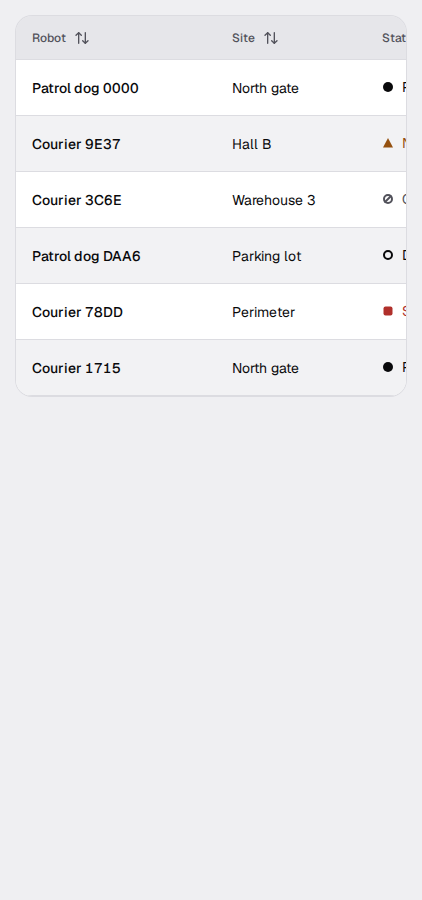 Robot Site
Patrol dog 0000 North gate
Courier 9E37 Hall B
Courier 3C6E Warehouse 3
Patrol dog DAA6 Parking lot
Courier 78DD Perimeter
Courier 1715 North gate